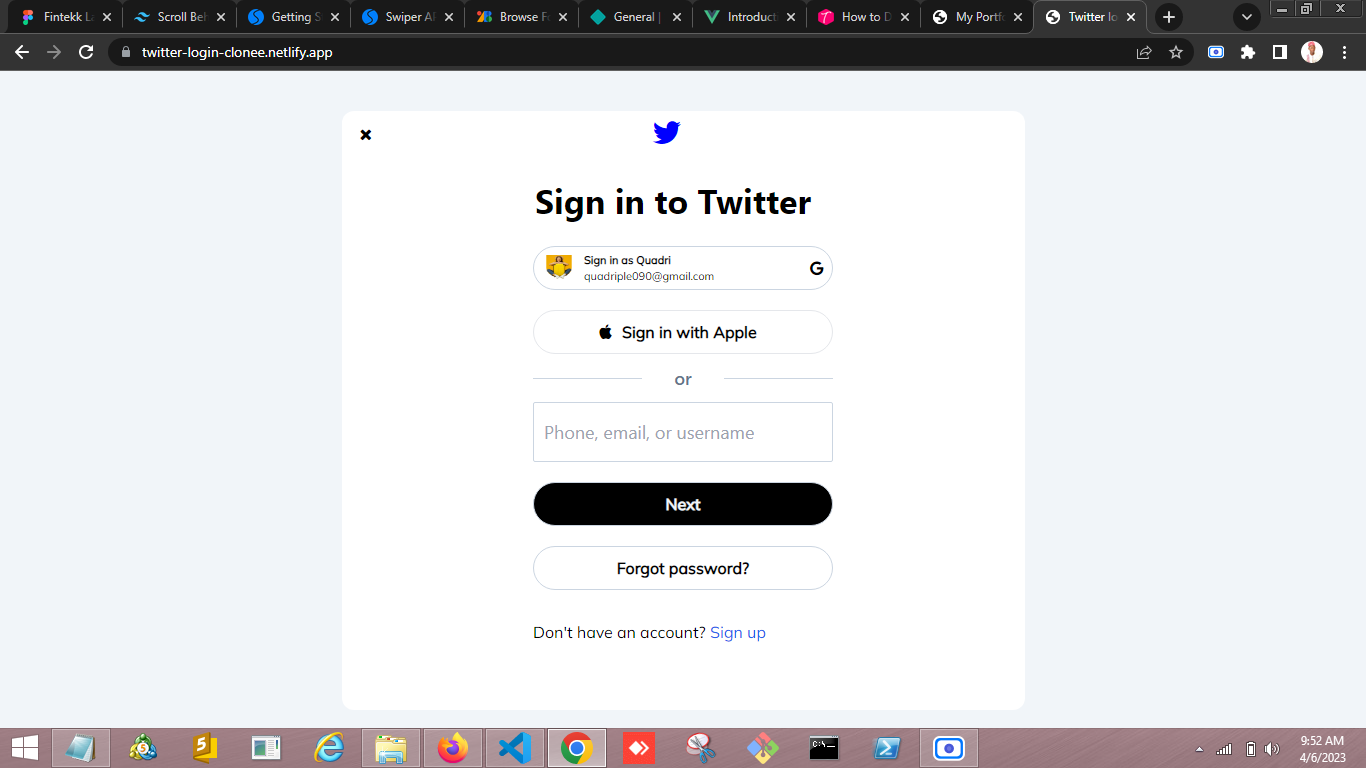 Fintekk La
Scroll Beh
Getting S
Swiper AP
Browse Fo
General |
Introducti
How to D
My Portfo
Twitter lo
twitter-login-clonee.netlify.app
Sign in to Twitter
Sign in as Quadri
quadriple090@gmail.com
G
Sign in with Apple
or
Phone, email, or username
Next
Forgot password?
Don't have an account? Sign up
9:52 AM
4/6/2023